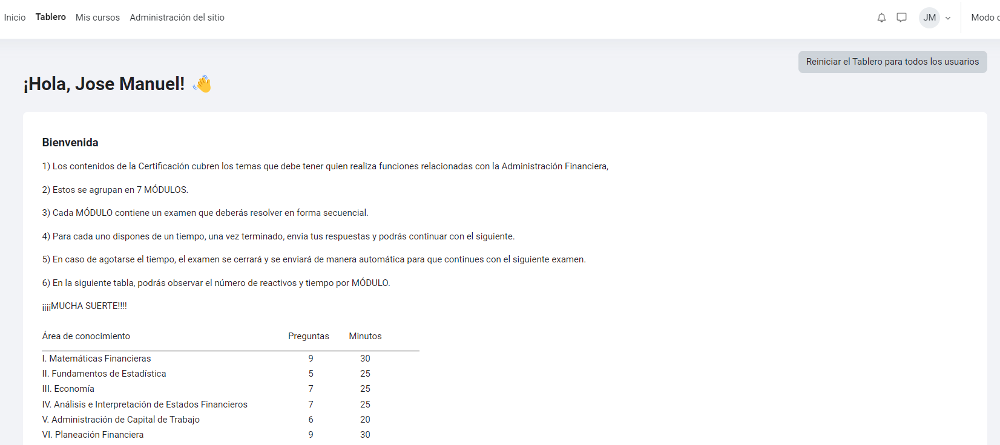 Inicio Tablero Mis cursos Administración del sitio JM Modo
Reiniciar el Tablero para todos los usuarios
¡Hola, Jose Manuel!
Bienvenida
1) Los contenidos de la Certificación cubren los temas que debe tener quien realiza funciones relacionadas con la Administración Financiera,
2) Estos se agrupan en 7 MÓDULOS.
3) Cada MÓDULO contiene un examen que deberás resolver en forma secuencial.
4) Para cada uno dispones de un tiempo, una vez terminado, envia tus respuestas y podrás continuar con el siguiente.
5) En caso de agotarse el tiempo, el examen se cerrará y se enviará de manera automática para que continues con el siguiente examen.
6) En la siguiente tabla, podrás observar el número de reactivos y tiempo por MÓDULO.
¡¡¡¡MUCHA SUERTE!!!!
Área de conocimiento Preguntas Minutos
I. Matemáticas Financieras 9 30
II. Fundamentos de Estadística 5 25
III. Economía 7 25
IV. Análisis e Interpretación de Estados Financieros 7 25
V. Administración de Capital de Trabajo 6 20
VI. Planeación Financiera 9 30